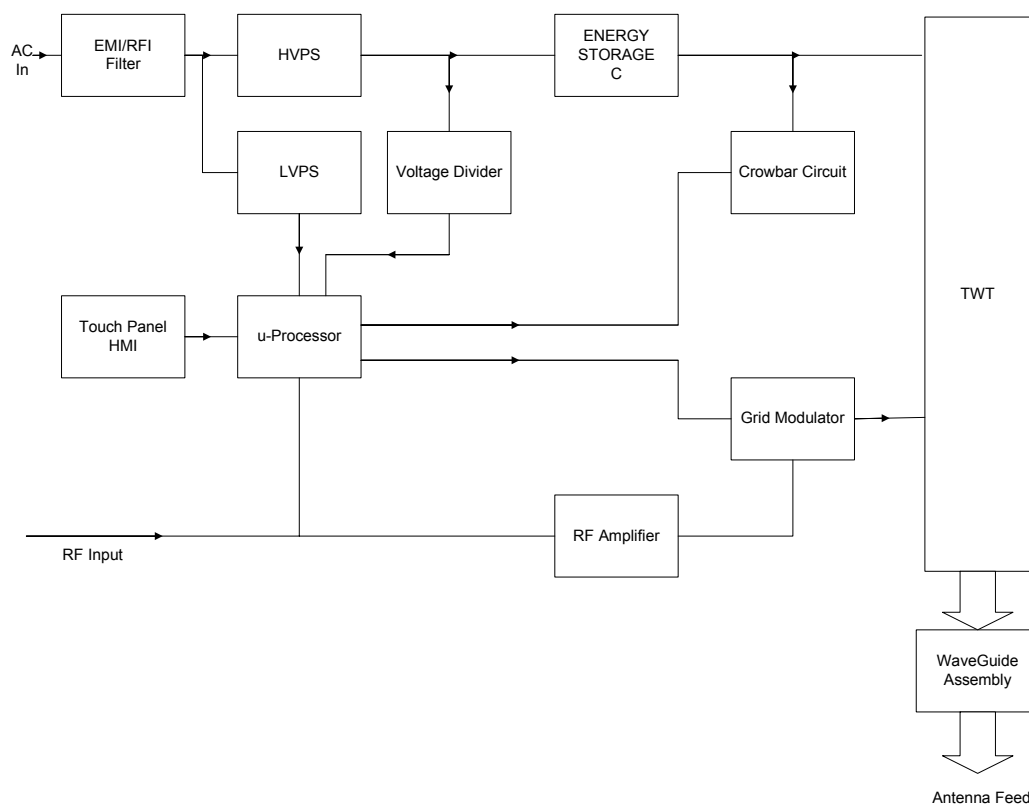 AC
In
EMI/RFI
Filter
HVPS
ENERGY
STORAGE
C
LVPS
Voltage Divider
Crowbar Circuit
TWT
Touch Panel
HMI
u-Processor
Grid Modulator
RF Input
RF Amplifier
WaveGuide
Assembly
Antenna Feed